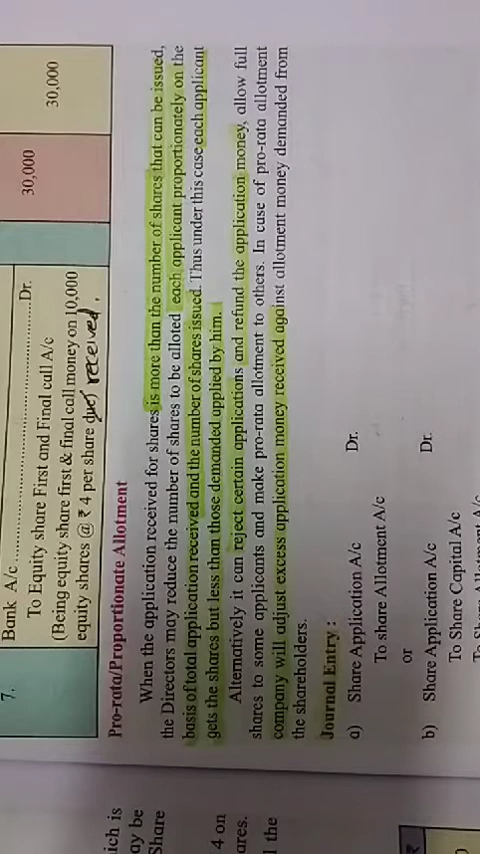 7.
Bank A/c ..............................Dr.
30,000
To Equity share First and Final call A/c
30,000
(Being equity share first & final call money on 10,000
equity shares @ ₹ 4 per share due) received.
Pro-rata/Proportionate Allotment
When the application received for shares is more than the number of shares that can be issued,
the Directors may reduce the number of shares to be alloted each applicant proportionately on the
basis of total application received and the number of shares issued. Thus under this case each applicant
gets the shares but less than those demanded applied by him.
Alternatively it can reject certain applications and refund the application money, allow full
shares to some applicants and make pro-rata allotment to others. In case of pro-rata allotment
company will adjust excess application money received against allotment money demanded from
the shareholders.
Journal Entry :
a) Share Application A/c Dr.
To share Allotment A/c
or
b) Share Application A/c Dr.
To Share Capital A/c
To Share Allotment A/c
ich is
ay be
Share
4 on
ares.
l the
₹